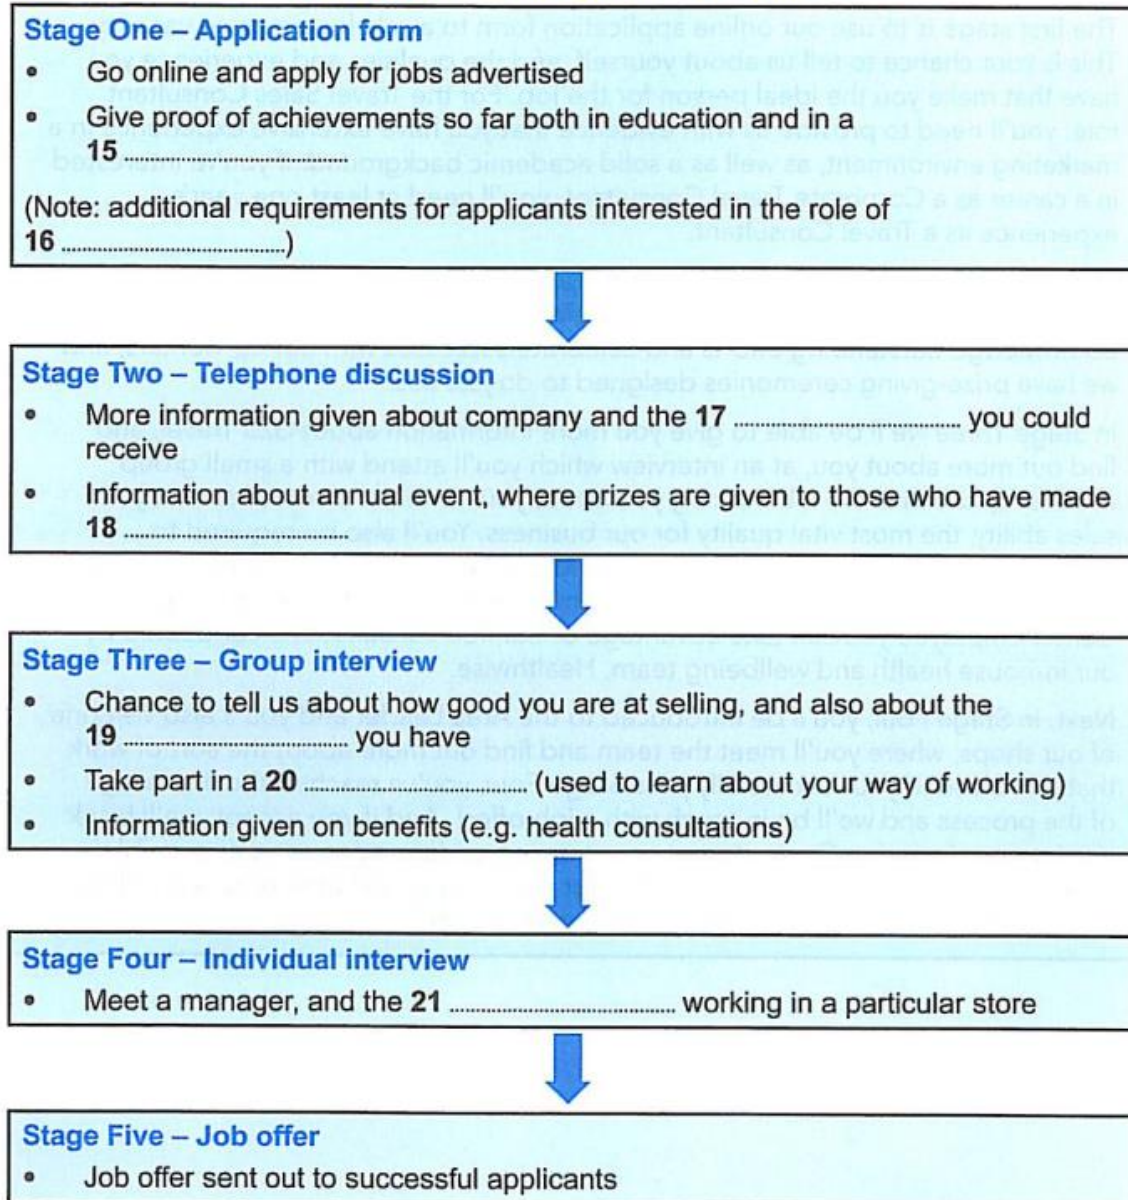 Stage One – Application form
• Go online and apply for jobs advertised
• Give proof of achievements so far both in education and in a
15 ..............................
(Note: additional requirements for applicants interested in the role of
16 ..............................)
Stage Two – Telephone discussion
• More information given about company and the 17 .............................. you could
receive
• Information about annual event, where prizes are given to those who have made
18 ..............................
Stage Three – Group interview
• Chance to tell us about how good you are at selling, and also about the
19 .............................. you have
• Take part in a 20 .............................. (used to learn about your way of working)
• Information given on benefits (e.g. health consultations)
Stage Four – Individual interview
• Meet a manager, and the 21 .............................. working in a particular store
Stage Five – Job offer
• Job offer sent out to successful applicants